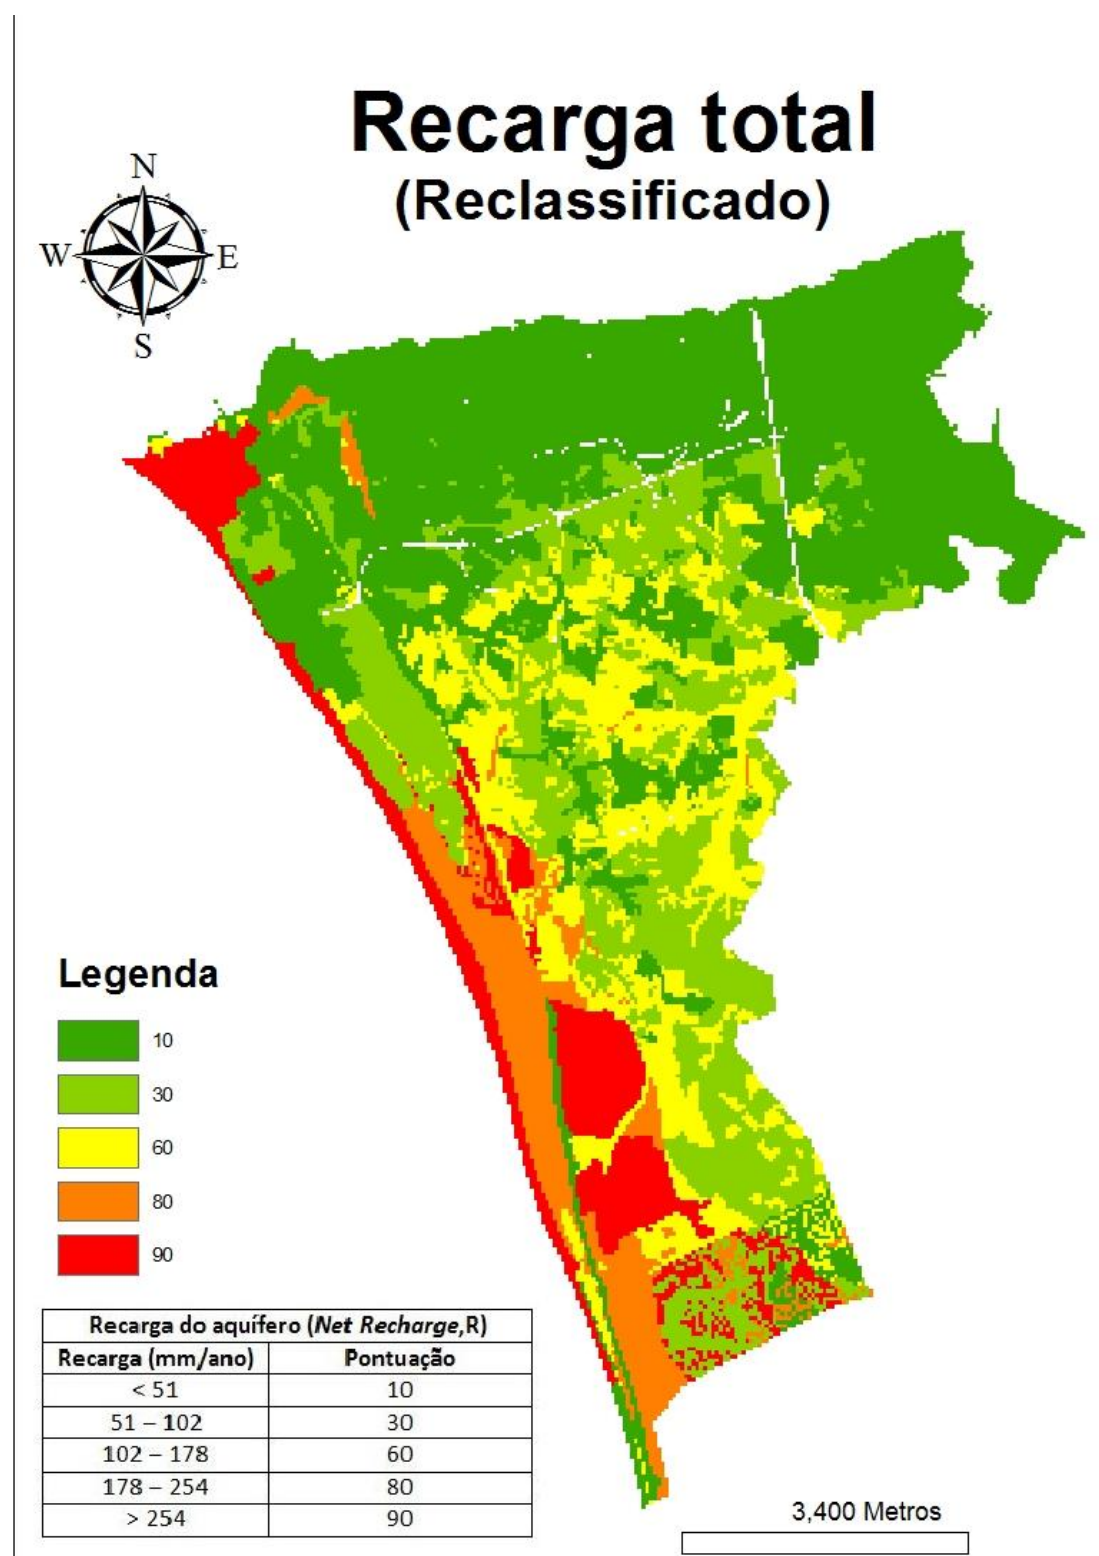 Recarga total
(Reclassificado)
N
W E
S
Legenda
10
30
60
80
90
Recarga do aquífero (Net Recharge,R)
Recarga (mm/ano) Pontuação
< 51 10
51 – 102 30
102 – 178 60
178 – 254 80
> 254 90
3,400 Metros